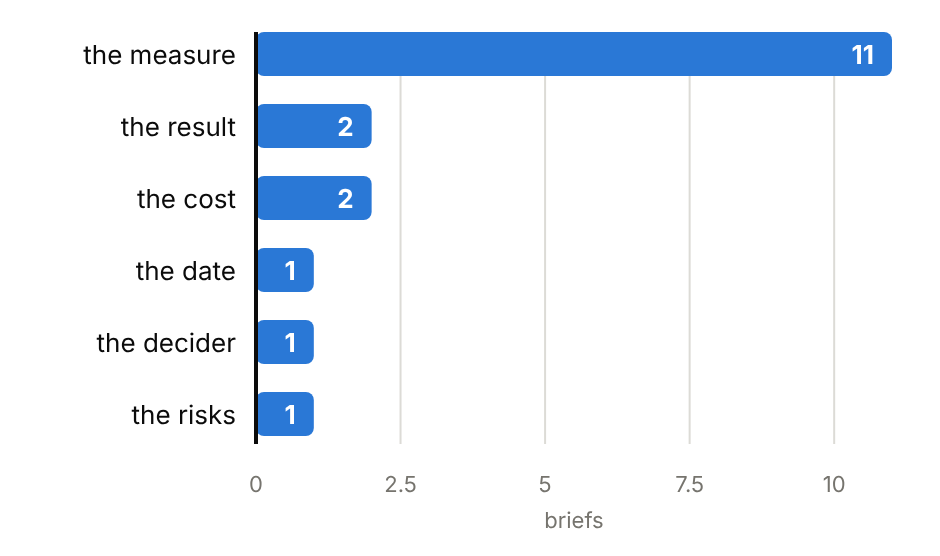 the measure 11
the result 2
the cost 2
the date 1
the decider 1
the risks 1
0 2.5 5 7.5 10
briefs